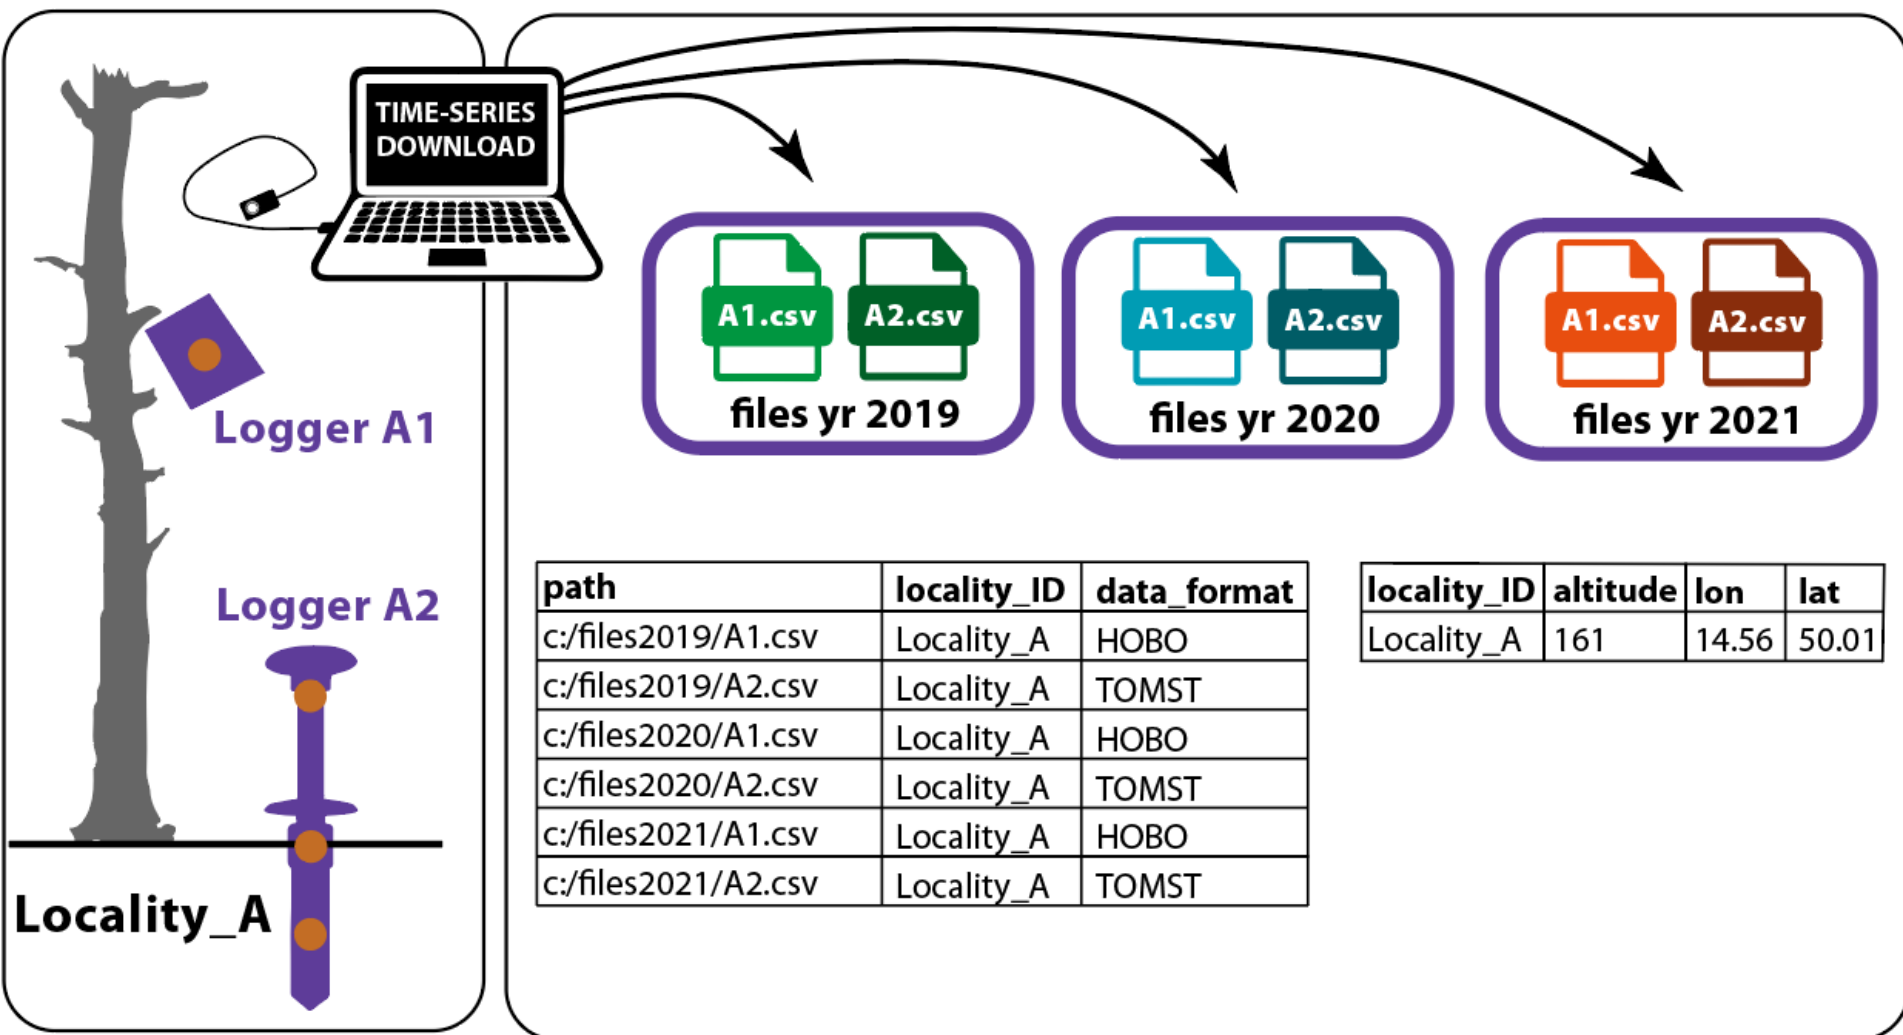 TIME-SERIES
DOWNLOAD
Logger A1
Logger A2
Locality_A
A1.csv A2.csv
files yr 2019
A1.csv A2.csv
files yr 2020
A1.csv A2.csv
files yr 2021
path locality_ID data_format
c:/files2019/A1.csv Locality_A HOBO
c:/files2019/A2.csv Locality_A TOMST
c:/files2020/A1.csv Locality_A HOBO
c:/files2020/A2.csv Locality_A TOMST
c:/files2021/A1.csv Locality_A HOBO
c:/files2021/A2.csv Locality_A TOMST
locality_ID altitude lon lat
Locality_A 161 14.56 50.01